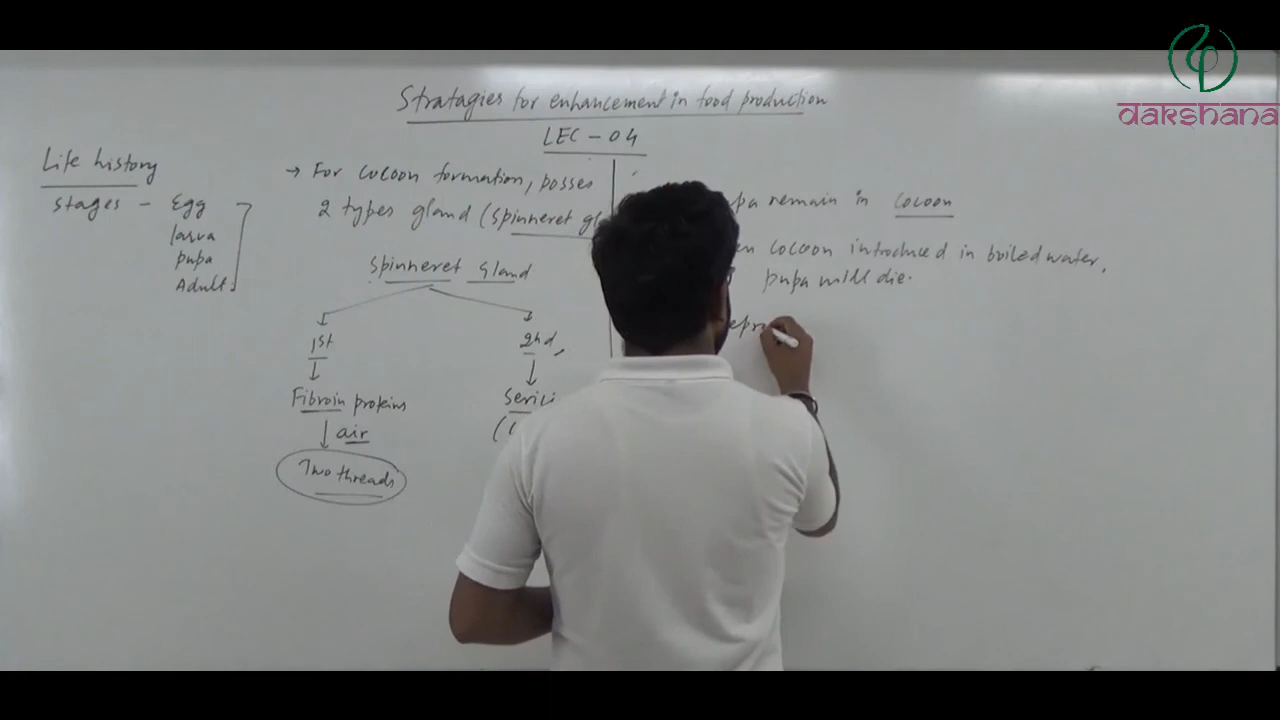 Stratagies for enhancement in food production
LEC - 04
Life history
stages - Egg
larva
pupa
Adult
→ For cocoon formation, posses
2 types gland (spinneret gl
spinneret gland
1st
2nd,
Fibroin proteins
air
Two threads
Serici
remain in cocoon
cocoon introduced in boiled water,
pupa will die.
dakshana